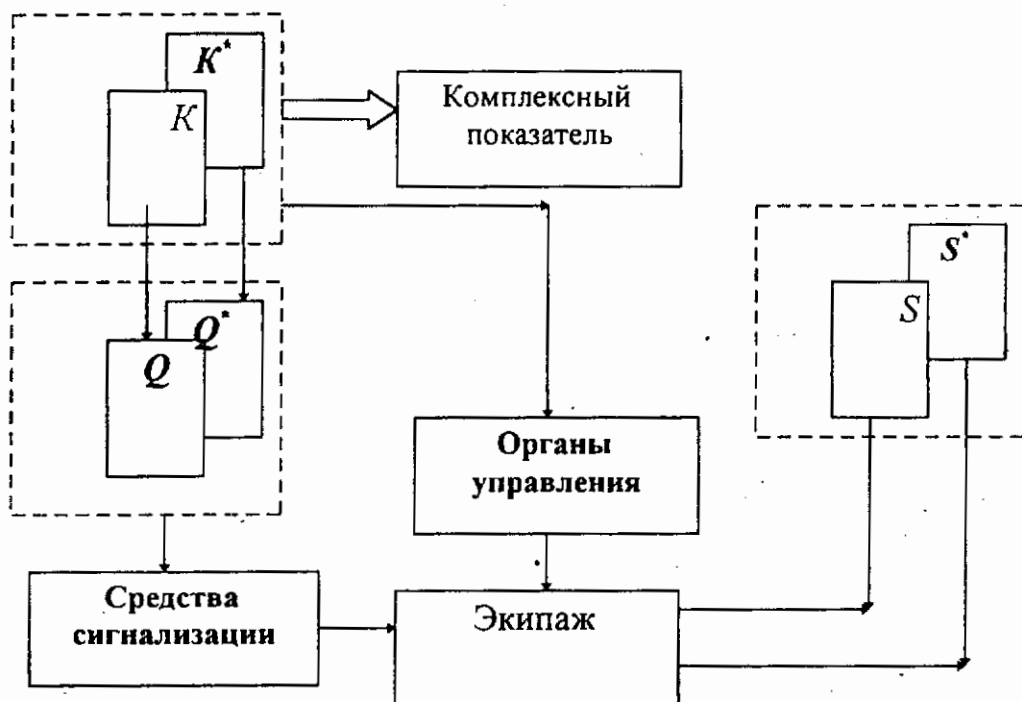 K*
K
Комплексный
показатель
S*
S
Q*
Q
Органы
управления
Средства
сигнализации
Экипаж